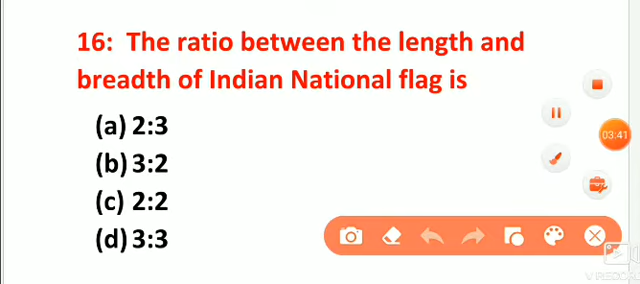 16: The ratio between the length and
breadth of Indian National flag is
(a) 2:3
(b) 3:2
(c) 2:2
(d) 3:3
03:41